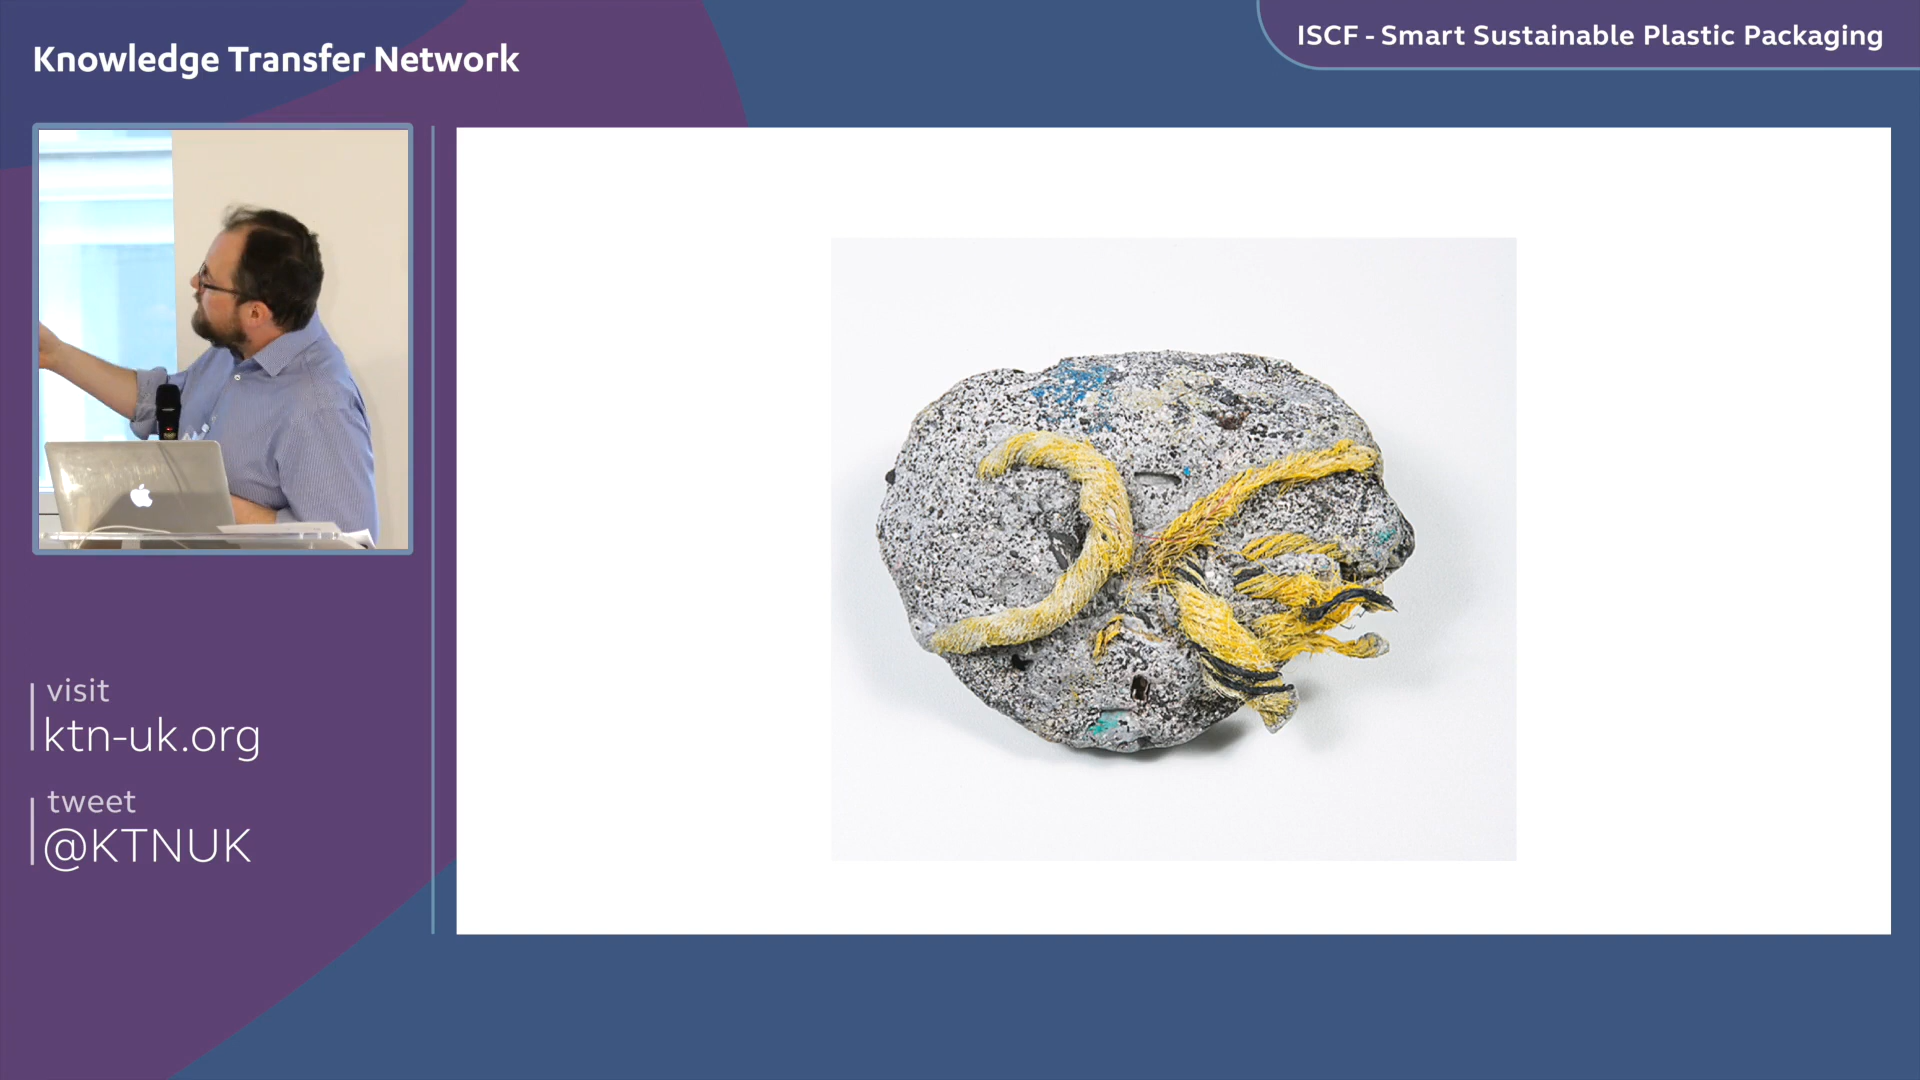 Knowledge Transfer Network
ISCF - Smart Sustainable Plastic Packaging
visit
ktn-uk.org
tweet
@KTNUK